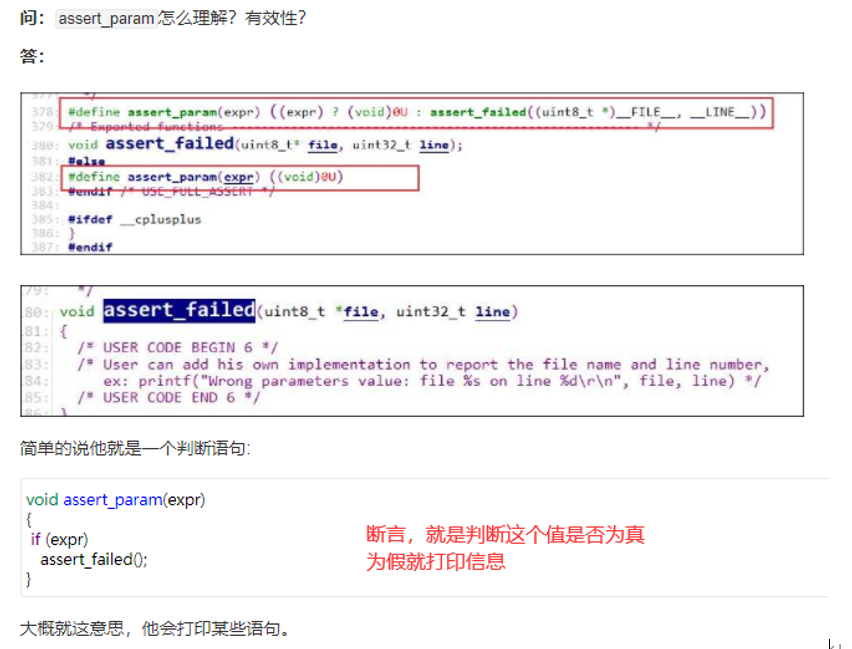 问：assert_param怎么理解？有效性？
答：
378: #define assert_param(expr) ((expr) ? (void)0U : assert_failed((uint8_t *)__FILE__, __LINE__))
379: /* Exported functions ------------------------------------------------------- */
380: void assert_failed(uint8_t* file, uint32_t line);
381: #else
382: #define assert_param(expr) ((void)0U)
383: #endif /* USE_FULL_ASSERT */
384:
385: #ifdef __cplusplus
386: }
387: #endif
79: */
80: void assert_failed(uint8_t *file, uint32_t line)
81: {
82: /* USER CODE BEGIN 6 */
83: /* User can add his own implementation to report the file name and line number,
84: ex: printf("Wrong parameters value: file %s on line %d\r\n", file, line) */
85: /* USER CODE END 6 */
86: }
简单的说他就是一个判断语句:
void assert_param(expr)
{
if (expr)
断言，就是判断这个值是否为真
assert_failed();
为假就打印信息
}
大概就这意思，他会打印某些语句。